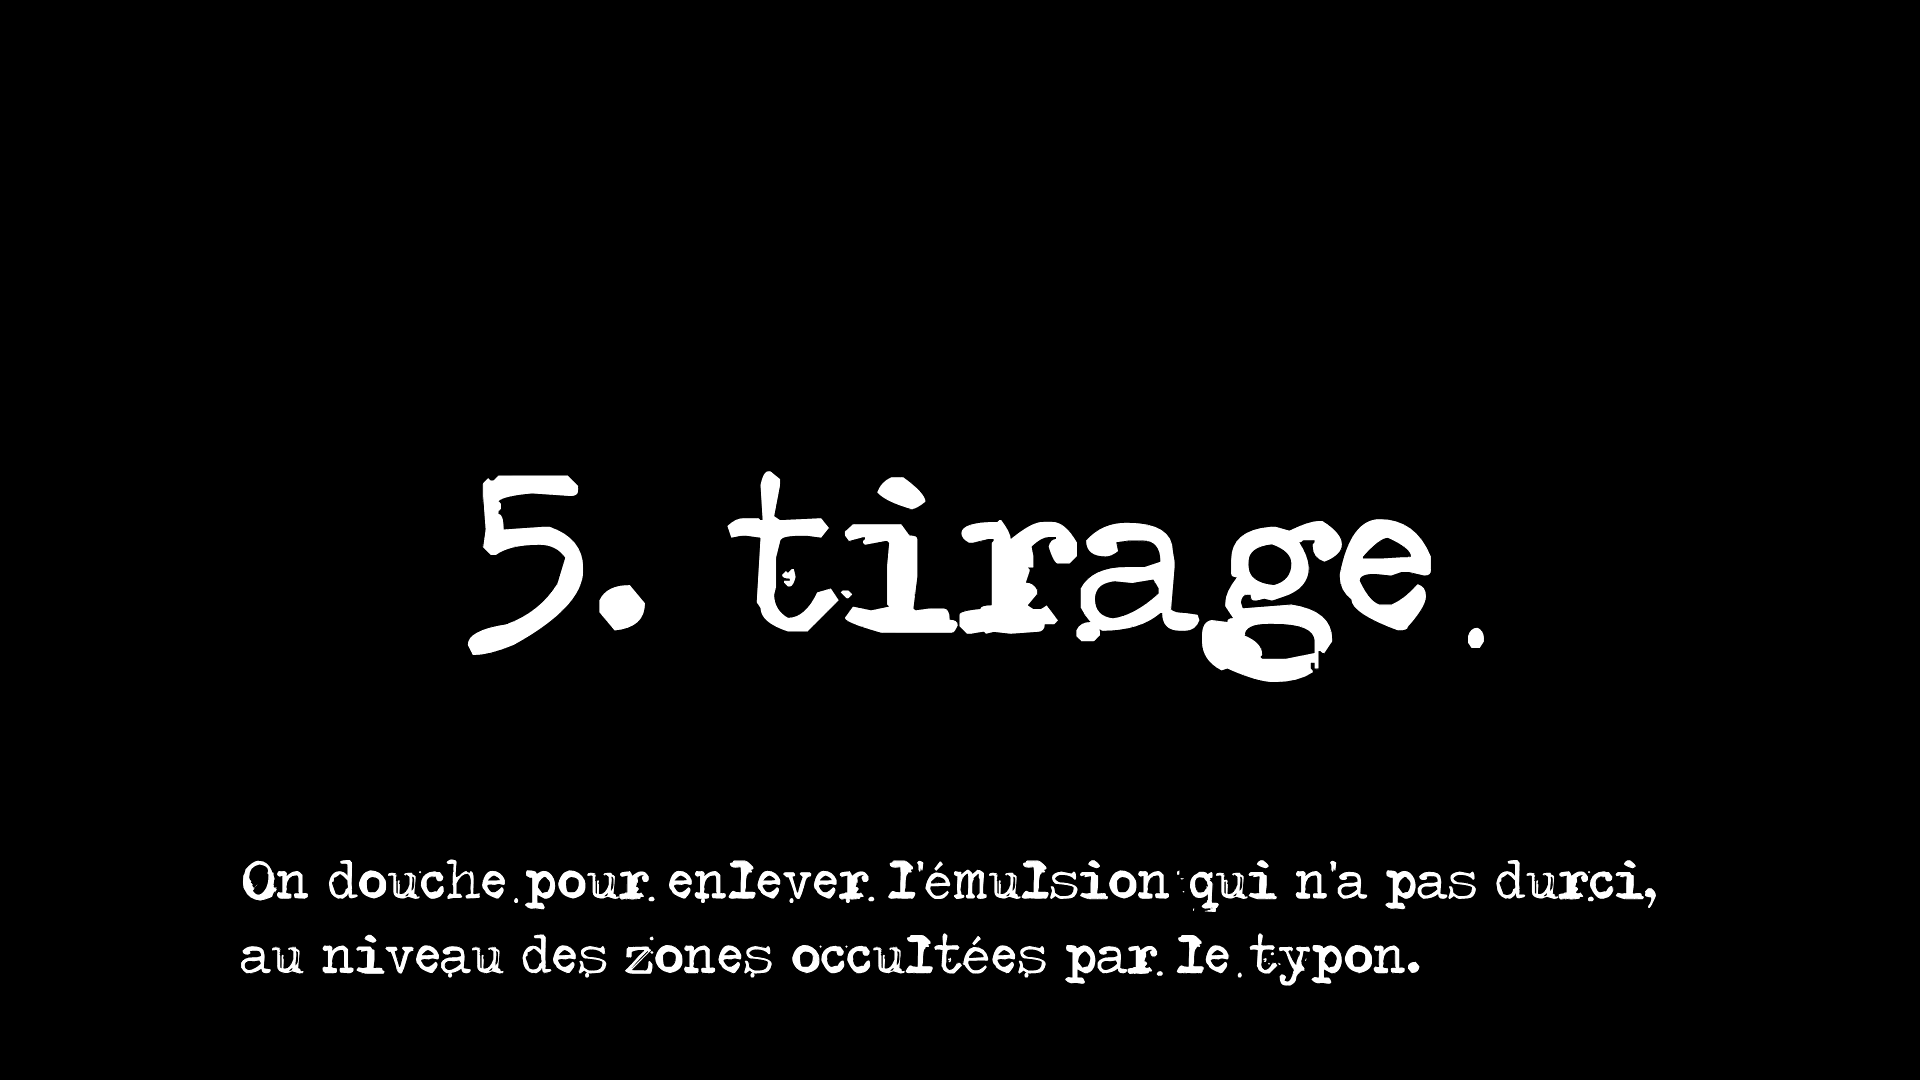 5. tirage
On douche pour enlever l'émulsion qui n'a pas durci,
au niveau des zones occultées par le typon.